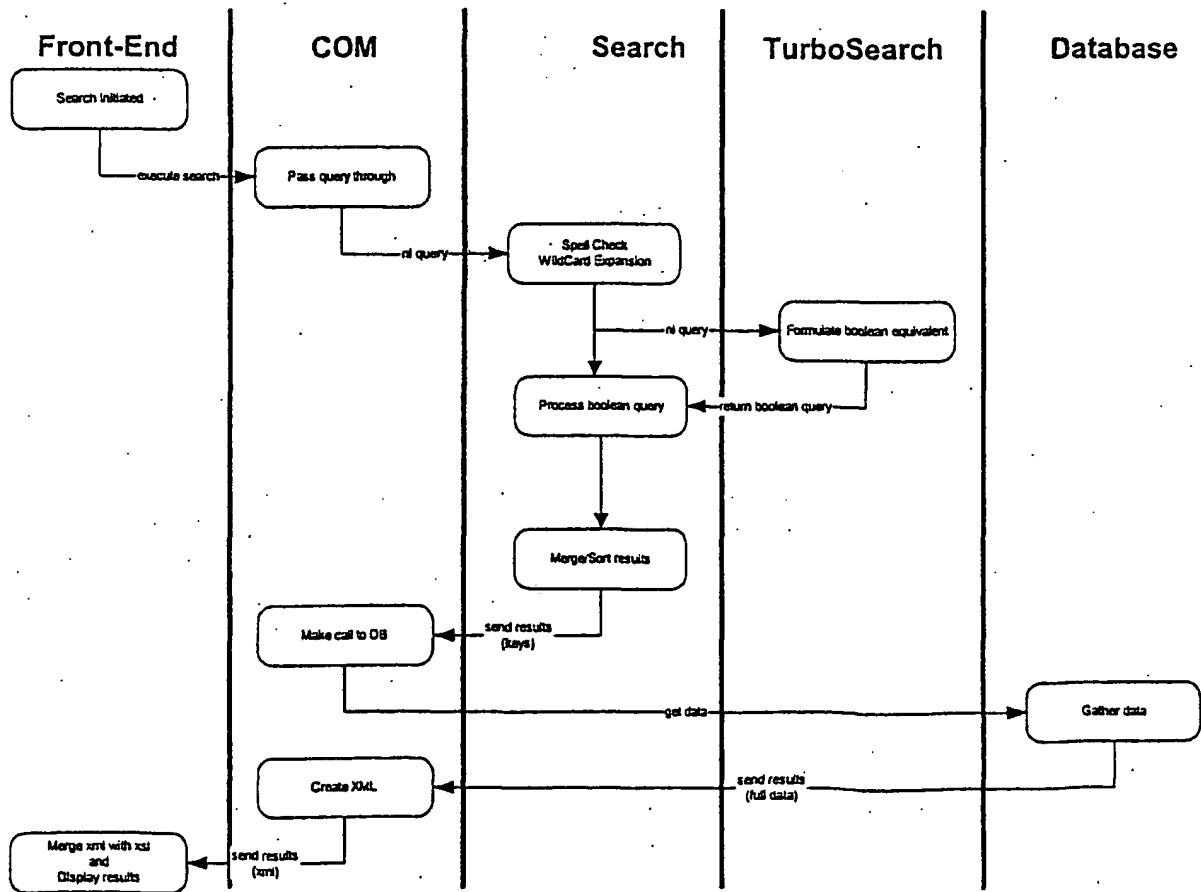 Front-End
COM
Search
TurboSearch
Database
Search Initiated
execute search
Pass query through
nl query
Spell Check
WildCard Expansion
nl query
Formulate boolean equivalent
Process boolean query
return boolean query
Merge/Sort results
send results
(keys)
Make call to DB
get data
Gather data
send results
(full data)
Create XML
send results
(xml)
Merge xml with xsl
and
Display results